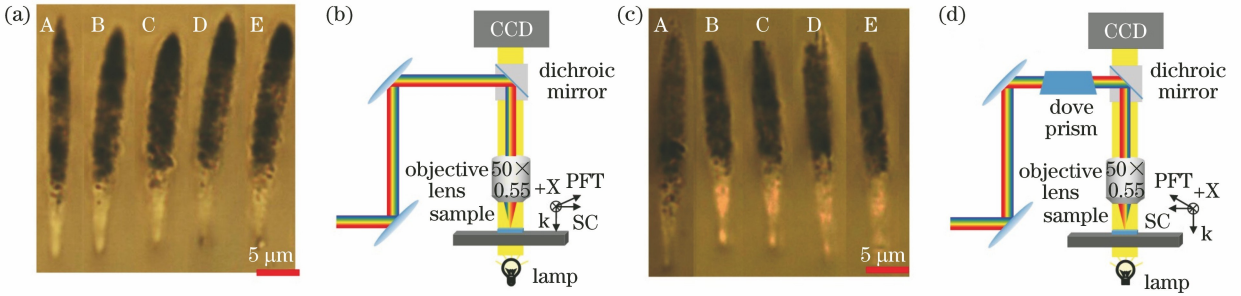 (a)
A B C D E
5 µm
(b)
CCD
dichroic
mirror
objective
lens
sample
50×
0.55
+X
PFT
k
SC
lamp
(c)
A B C D E
5 µm
(d)
CCD
dichroic
mirror
dove
prism
objective
lens
sample
50×
0.55
PFT
+X
SC
k
lamp